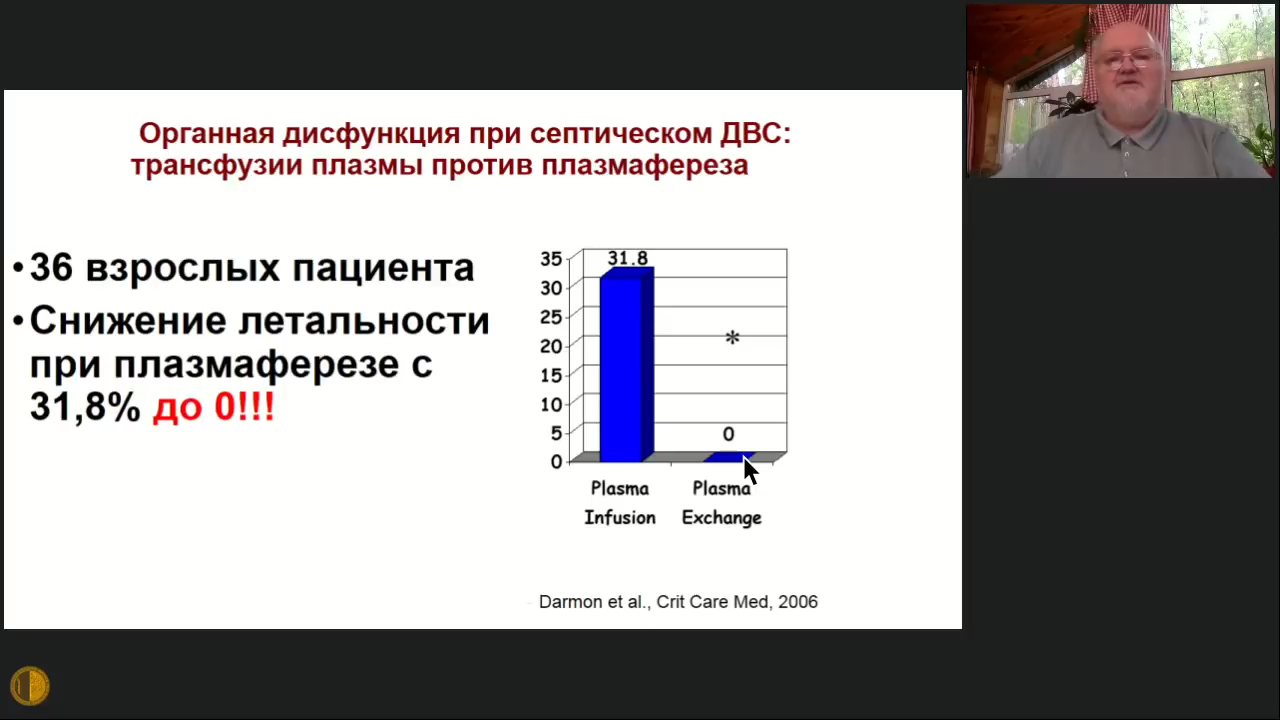 Органная дисфункция при септическом ДВС:
трансфузии плазмы против плазмафереза
•36 взрослых пациента
•Снижение летальности
при плазмаферезе с
31,8% до 0!!!
35
30
25
20
15
10
5
0
31.8
*
0
Plasma
Infusion
Plasma
Exchange
Darmon et al., Crit Care Med, 2006